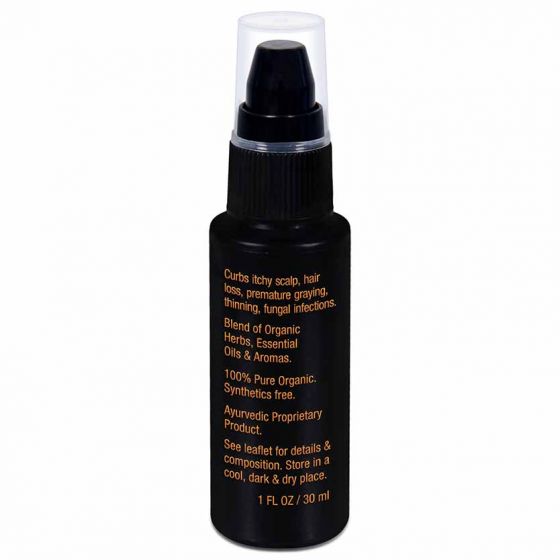 Curbs itchy scalp, hair
loss, premature graying,
thinning, fungal infections.
Blend of Organic
Herbs, Essential
Oils & Aromas.
100% Pure Organic.
Synthetics free.
Ayurvedic Proprietary
Product.
See leaflet for details &
composition. Store in a
cool, dark & dry place.
1 FL OZ / 30 ml